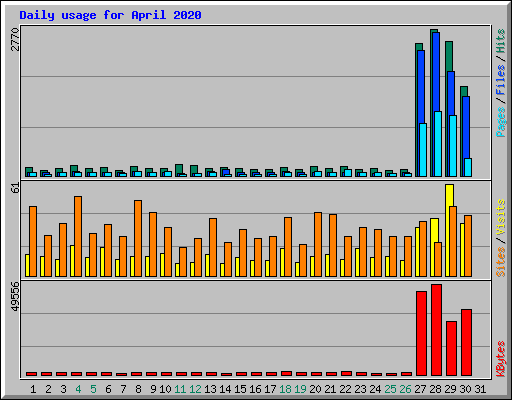 Daily usage for April 2020
2770
Pages / Files / Hits
61
Sites / Visits
49556
KBytes
1 2 3 4 5 6 7 8 9 10 11 12 13 14 15 16 17 18 19 20 21 22 23 24 25 26 27 28 29 30 31